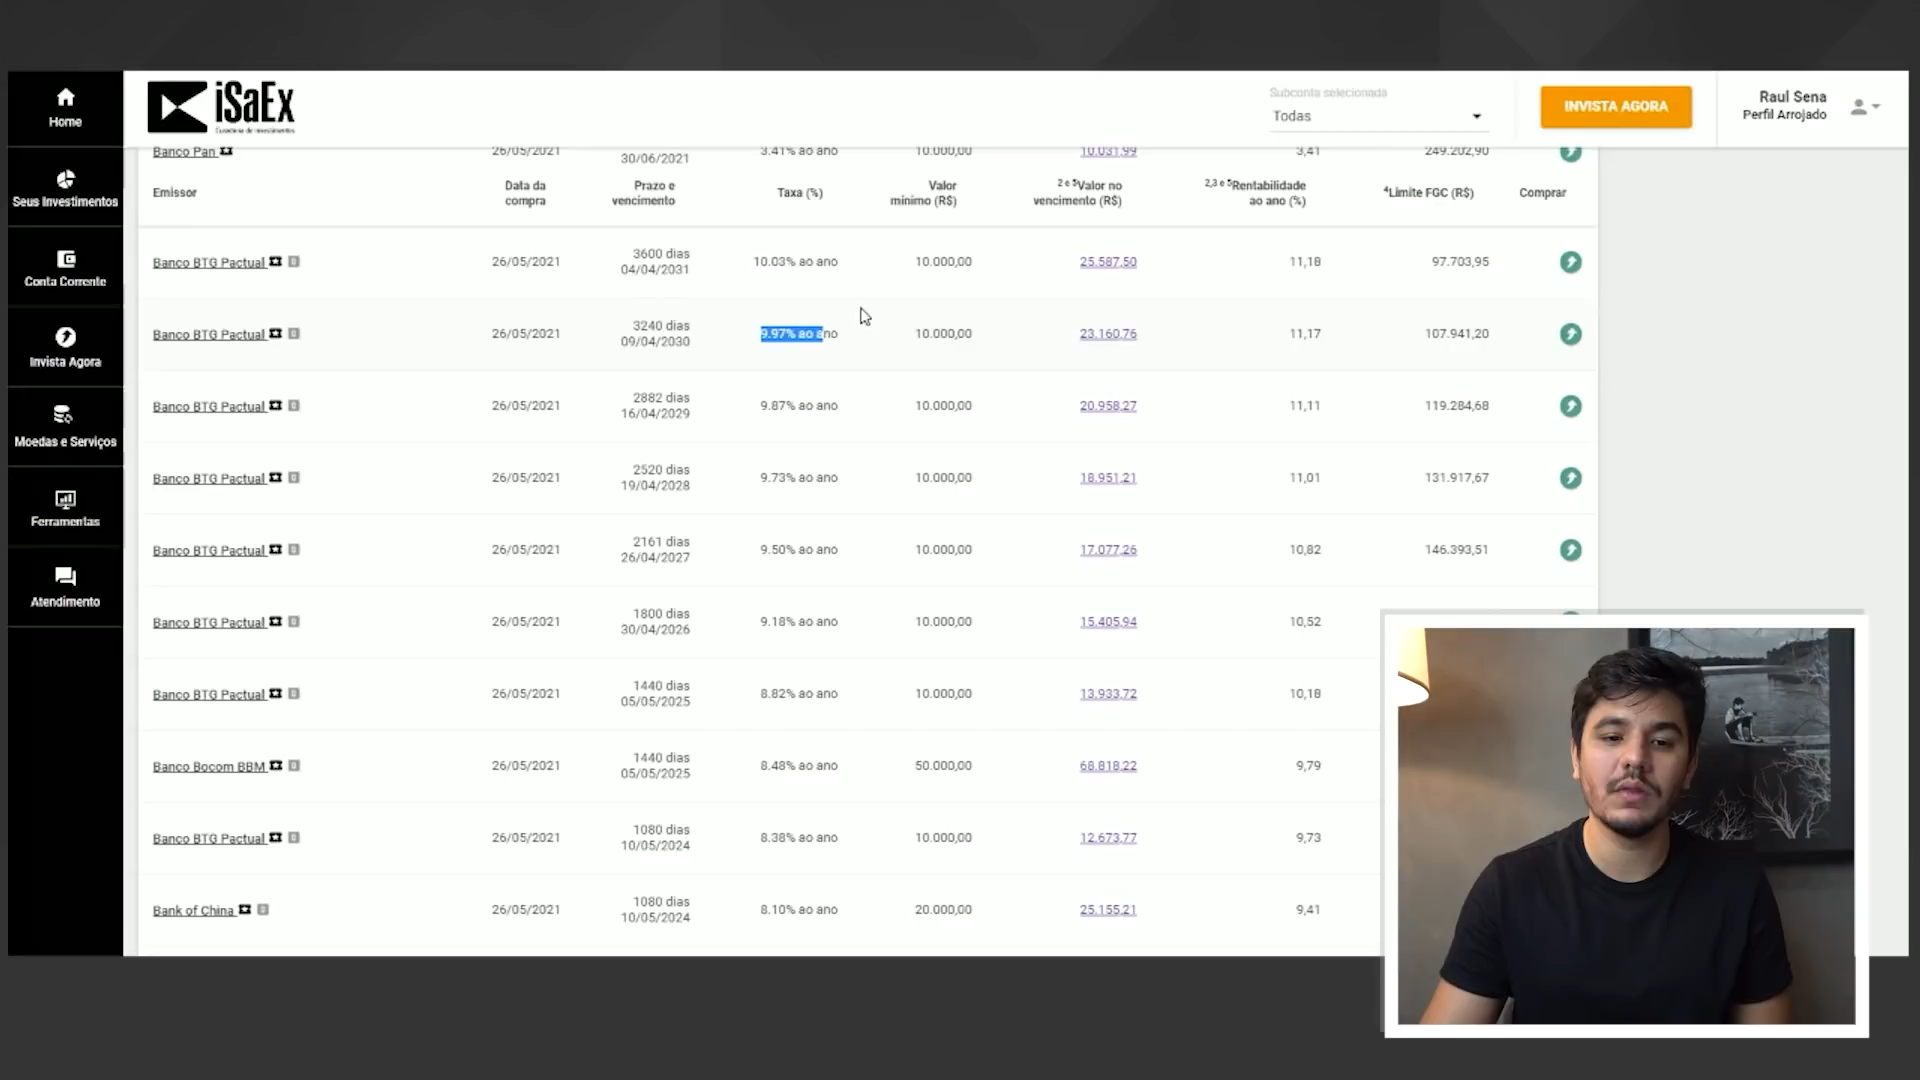 Home
Seus Investimentos
Conta Corrente
Invista Agora
Moedas e Serviços
Ferramentas
Atendimento
iSaEx
Curadoria de Investimentos
Subconta selecionada
Todas
INVISTA AGORA
Raul Sena
Perfil Arrojado
Banco Pan 26/05/2021 30/06/2021 3.41% ao ano 10.000,00 10.031,99 3,41 249.202,90
Emissor Data da compra Prazo e vencimento Taxa (%) Valor mínimo (R$) 2 e 5Valor no vencimento (R$) 2,3 e 5Rentabilidade ao ano (%) 4Limite FGC (R$) Comprar
Banco BTG Pactual 26/05/2021 3600 dias 04/04/2031 10.03% ao ano 10.000,00 25.587,50 11,18 97.703,95
Banco BTG Pactual 26/05/2021 3240 dias 09/04/2030 9.97% ao ano 10.000,00 23.160,76 11,17 107.941,20
Banco BTG Pactual 26/05/2021 2882 dias 16/04/2029 9.87% ao ano 10.000,00 20.958,27 11,11 119.284,68
Banco BTG Pactual 26/05/2021 2520 dias 19/04/2028 9.73% ao ano 10.000,00 18.951,21 11,01 131.917,67
Banco BTG Pactual 26/05/2021 2161 dias 26/04/2027 9.50% ao ano 10.000,00 17.077,26 10,82 146.393,51
Banco BTG Pactual 26/05/2021 1800 dias 30/04/2026 9.18% ao ano 10.000,00 15.405,94 10,52
Banco BTG Pactual 26/05/2021 1440 dias 05/05/2025 8.82% ao ano 10.000,00 13.933,72 10,18
Banco Bocom BBM 26/05/2021 1440 dias 05/05/2025 8.48% ao ano 50.000,00 68.818,22 9,79
Banco BTG Pactual 26/05/2021 1080 dias 10/05/2024 8.38% ao ano 10.000,00 12.673,77 9,73
Bank of China 26/05/2021 1080 dias 10/05/2024 8.10% ao ano 20.000,00 25.155,21 9,41